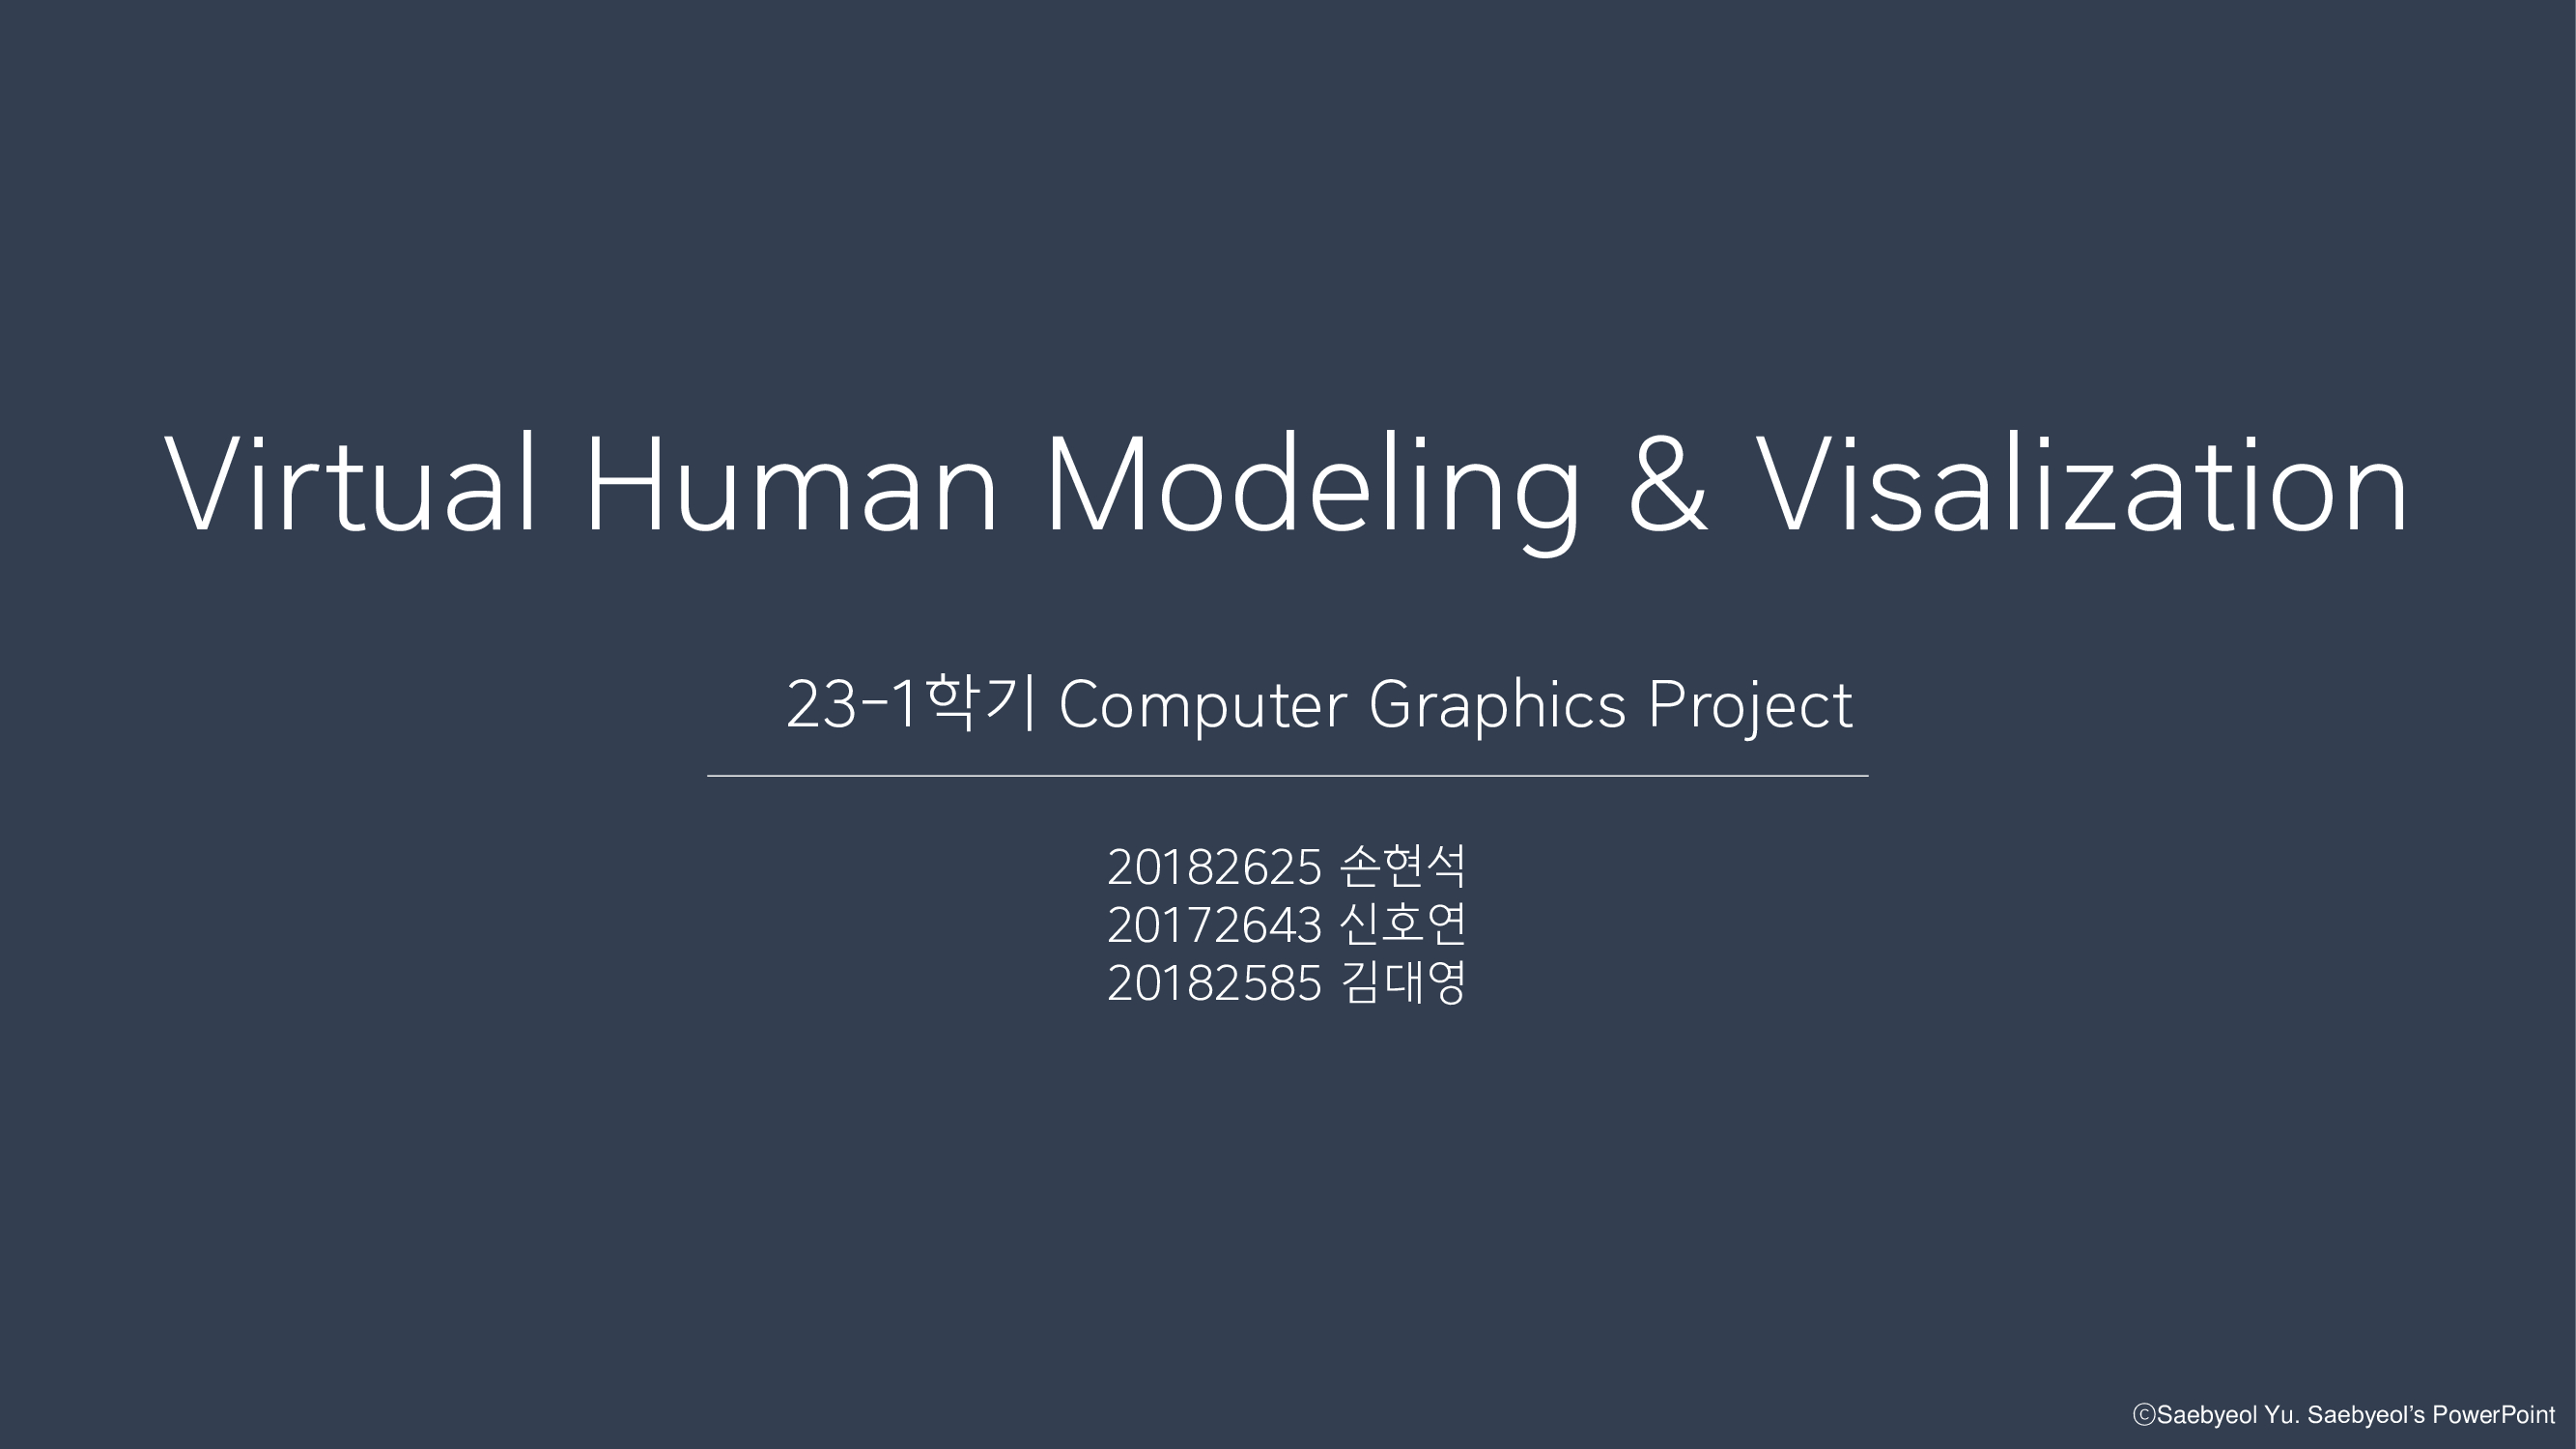 Virtual Human Modeling & Visalization
23-1학기 Computer Graphics Project
20182625 손현석
20172643 신호연
20182585 김대영
ⓒSaebyeol Yu. Saebyeol’s PowerPoint